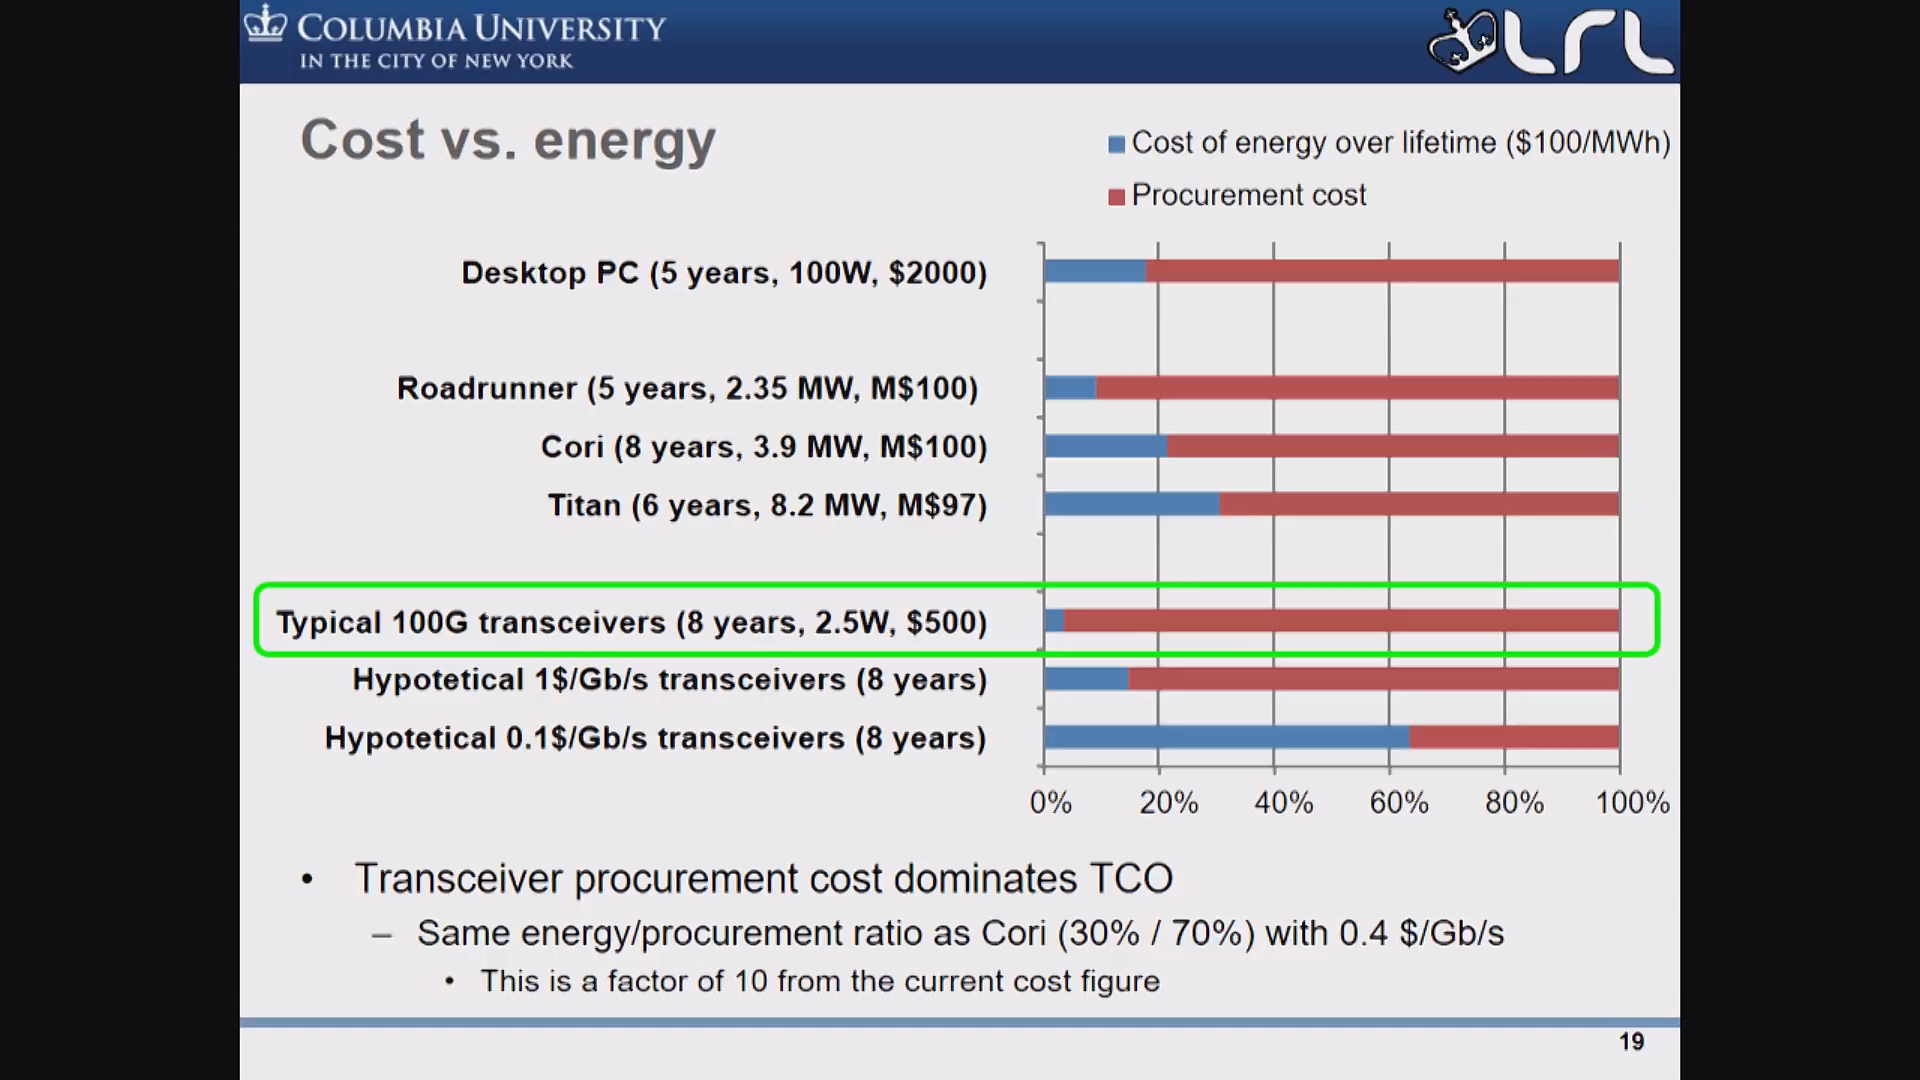 COLUMBIA UNIVERSITY
IN THE CITY OF NEW YORK
LRL
Cost vs. energy
Cost of energy over lifetime ($100/MWh)
Procurement cost
Desktop PC (5 years, 100W, $2000)
Roadrunner (5 years, 2.35 MW, M$100)
Cori (8 years, 3.9 MW, M$100)
Titan (6 years, 8.2 MW, M$97)
Typical 100G transceivers (8 years, 2.5W, $500)
Hypotetical 1$/Gb/s transceivers (8 years)
Hypotetical 0.1$/Gb/s transceivers (8 years)
0% 20% 40% 60% 80% 100%
• Transceiver procurement cost dominates TCO
– Same energy/procurement ratio as Cori (30% / 70%) with 0.4 $/Gb/s
• This is a factor of 10 from the current cost figure
19